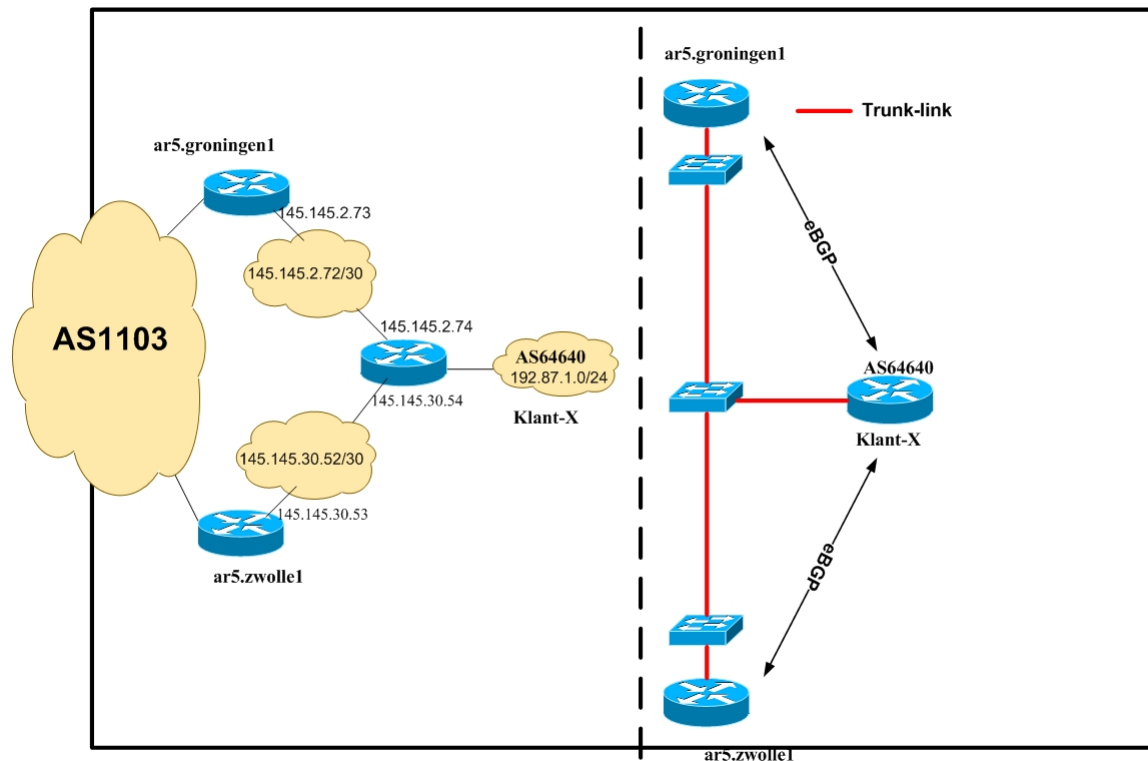 ar5.groningen1
145.145.2.73
145.145.2.72/30
AS1103
145.145.2.74
AS64640
192.87.1.0/24
Klant-X
145.145.30.54
145.145.30.52/30
145.145.30.53
ar5.zwolle1
ar5.groningen1
Trunk-link
eBGP
AS64640
Klant-X
eBGP
ar5.zwolle1